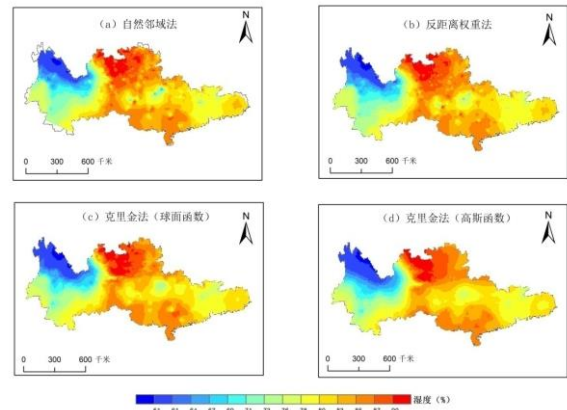 (a) 自然邻域法
N
0 300 600 千米
(b) 反距离权重法
N
0 300 600 千米
(c) 克里金法（球面函数）
N
0 300 600 千米
(d) 克里金法（高斯函数）
N
0 300 600 千米
湿度（%）